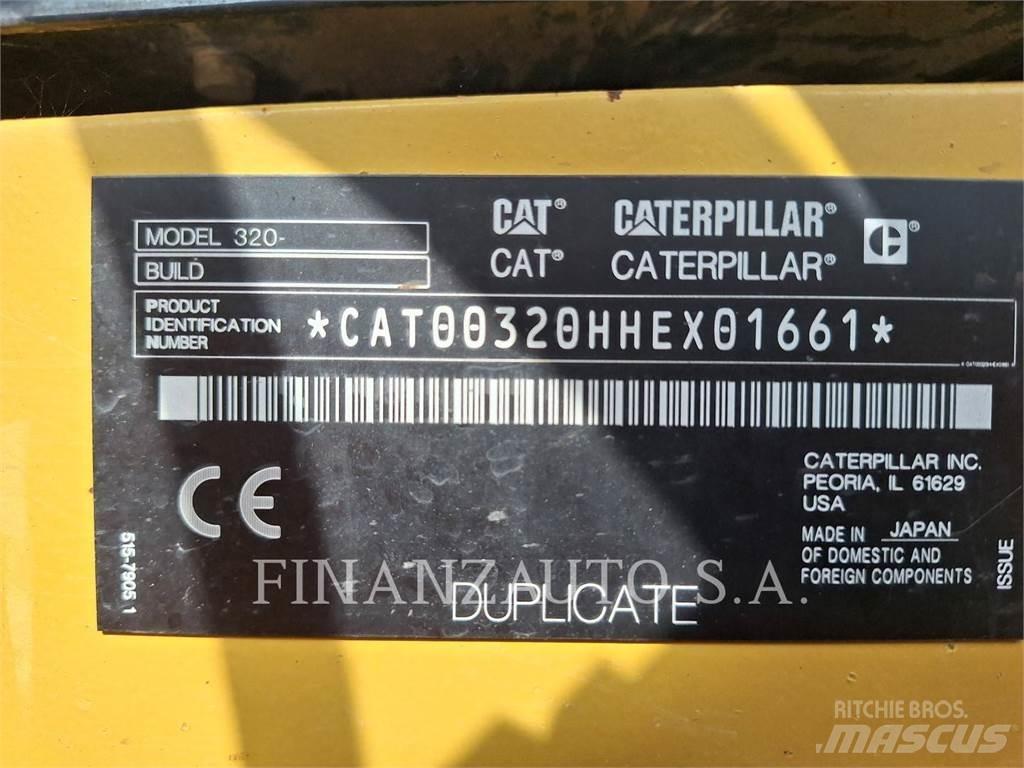 MODEL 320-
BUILD
CAT® CATERPILLAR®
CAT® CATERPILLAR®
PRODUCT
IDENTIFICATION
NUMBER
*CAT00320HHEX01661*
CATERPILLAR INC.
PEORIA, IL 61629
USA
MADE IN JAPAN
OF DOMESTIC AND
FOREIGN COMPONENTS
CE
515-7905 1
ISSUE
FINANZAUTO S.A.
DUPLICATE
RITCHIE BROS.
MASCUS